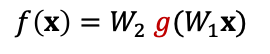 f(x) = W₂ g(W₁x)